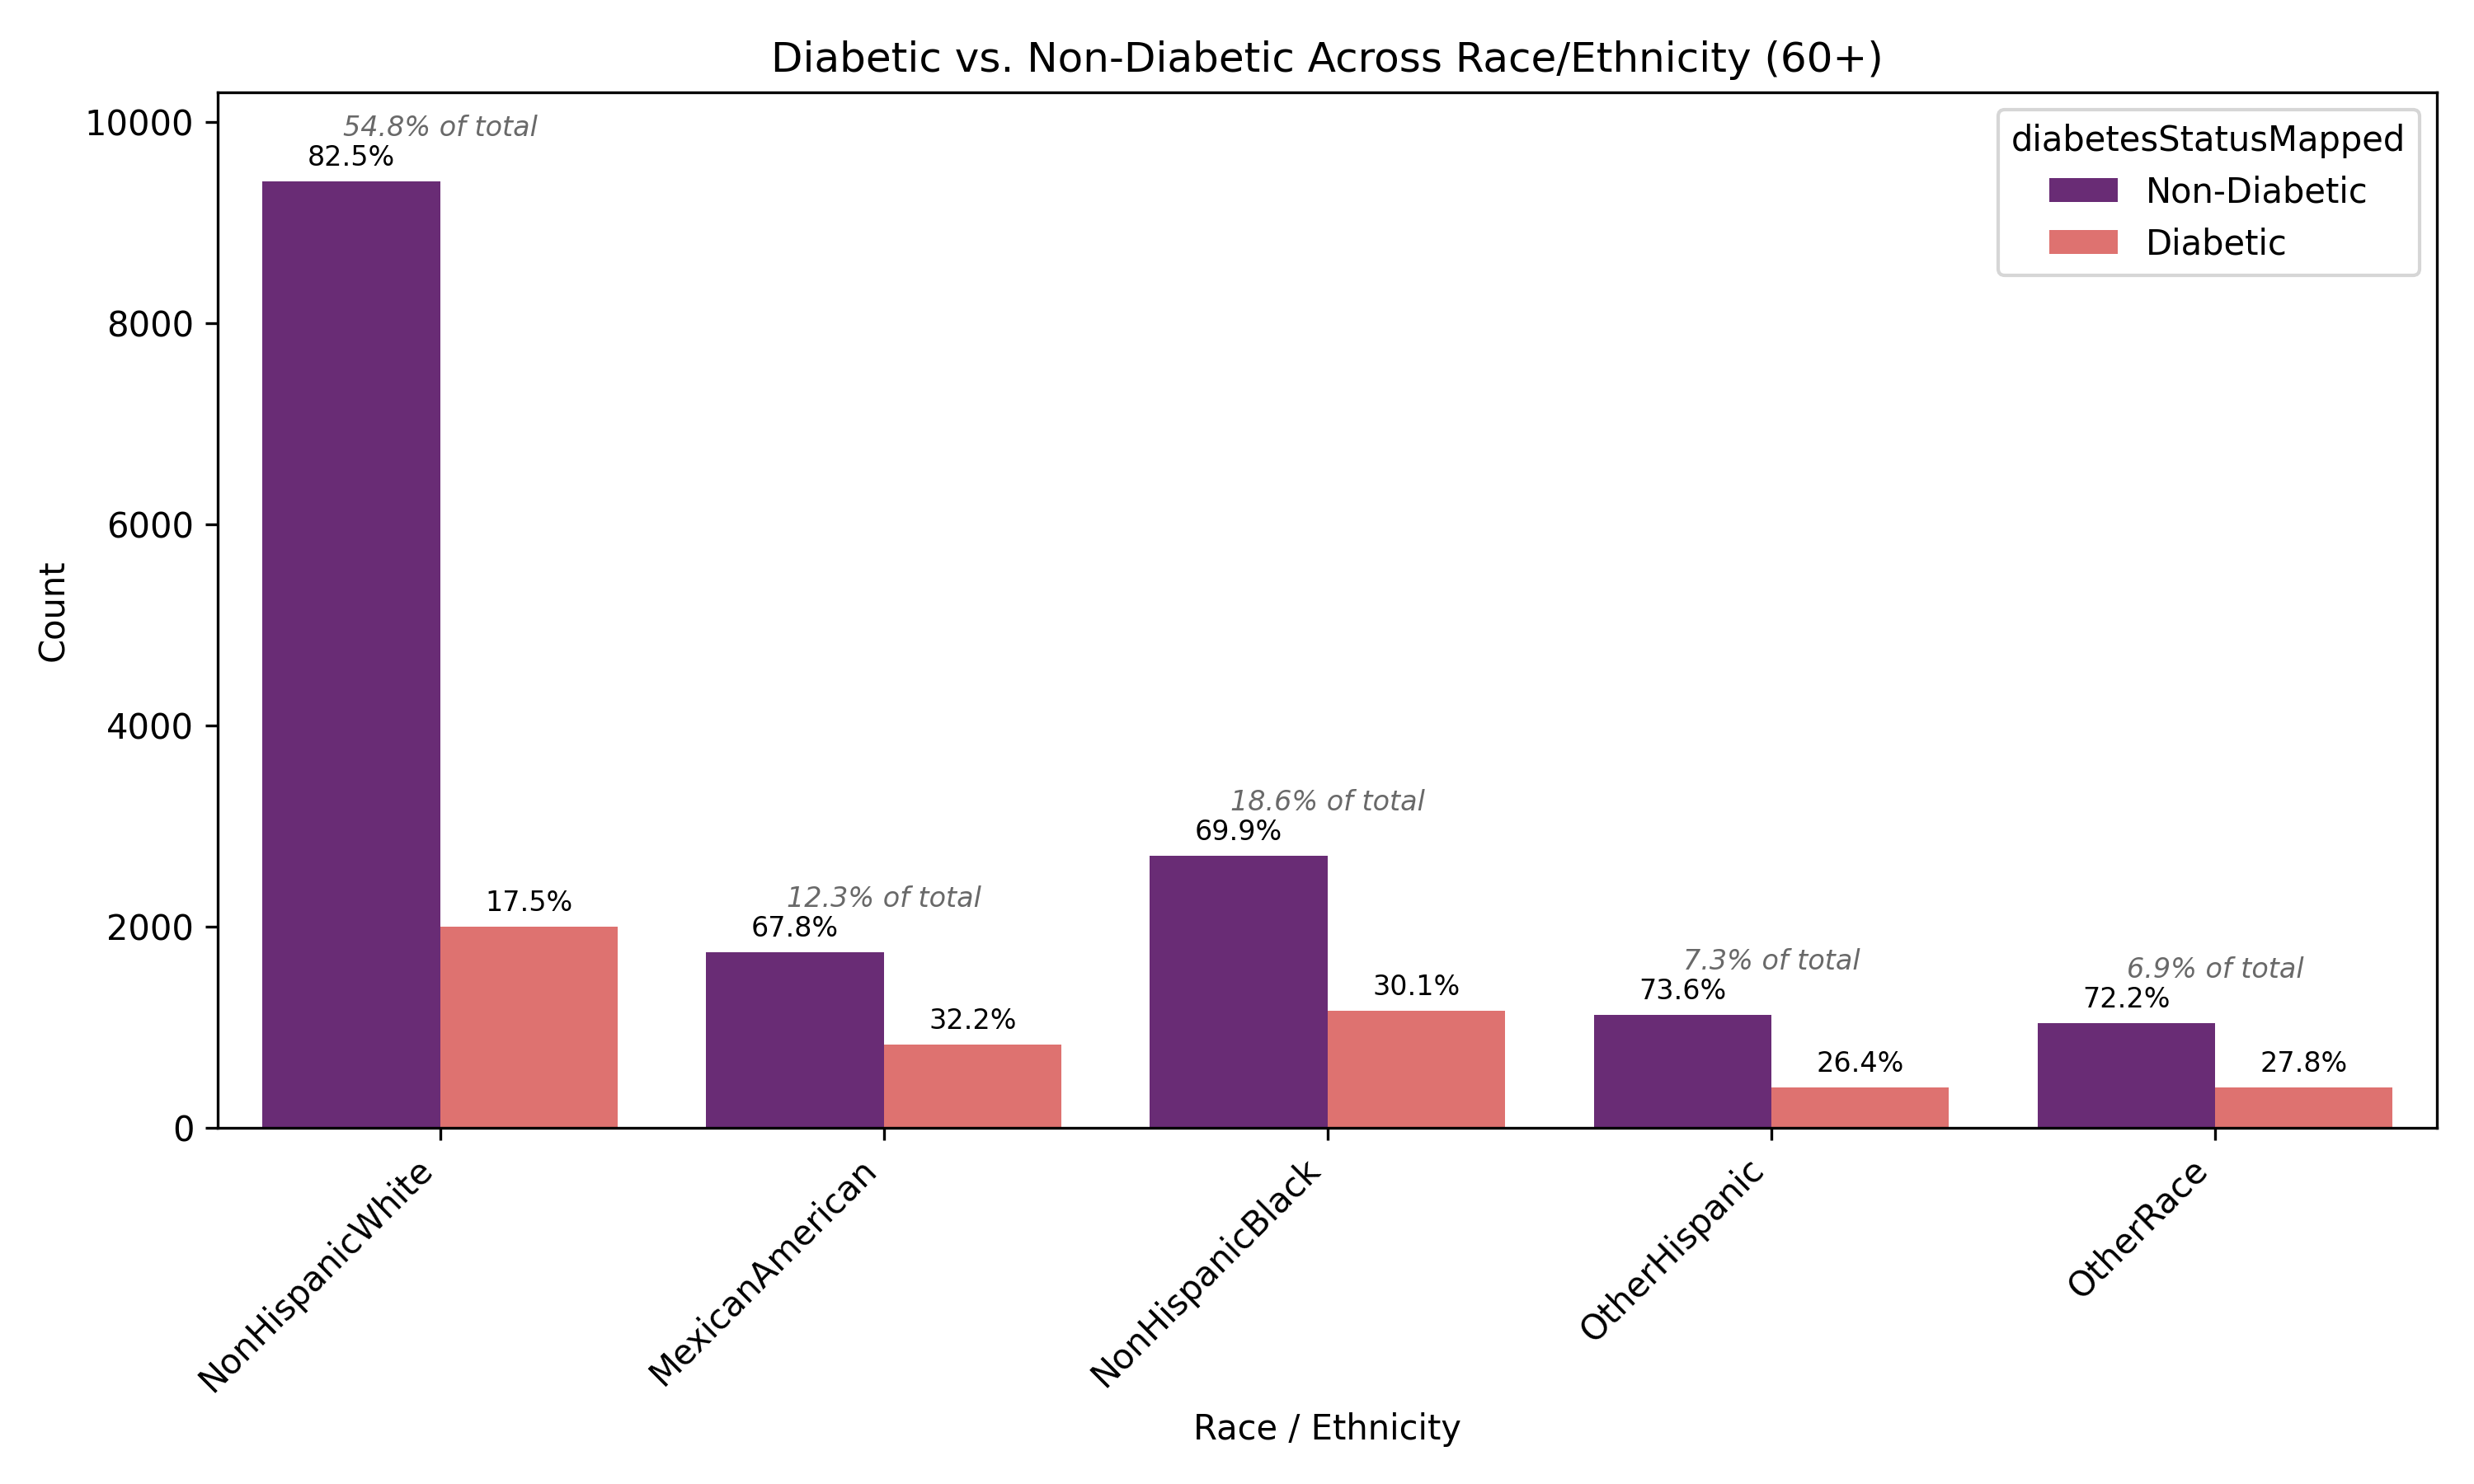 Diabetic vs. Non-Diabetic Across Race/Ethnicity (60+)
diabetesStatusMapped
Non-Diabetic
Diabetic
Count
10000
8000
6000
4000
2000
0
54.8% of total
82.5%
17.5%
12.3% of total
67.8%
32.2%
18.6% of total
69.9%
30.1%
7.3% of total
73.6%
26.4%
6.9% of total
72.2%
27.8%
NonHispanicWhite
MexicanAmerican
NonHispanicBlack
OtherHispanic
OtherRace
Race / Ethnicity